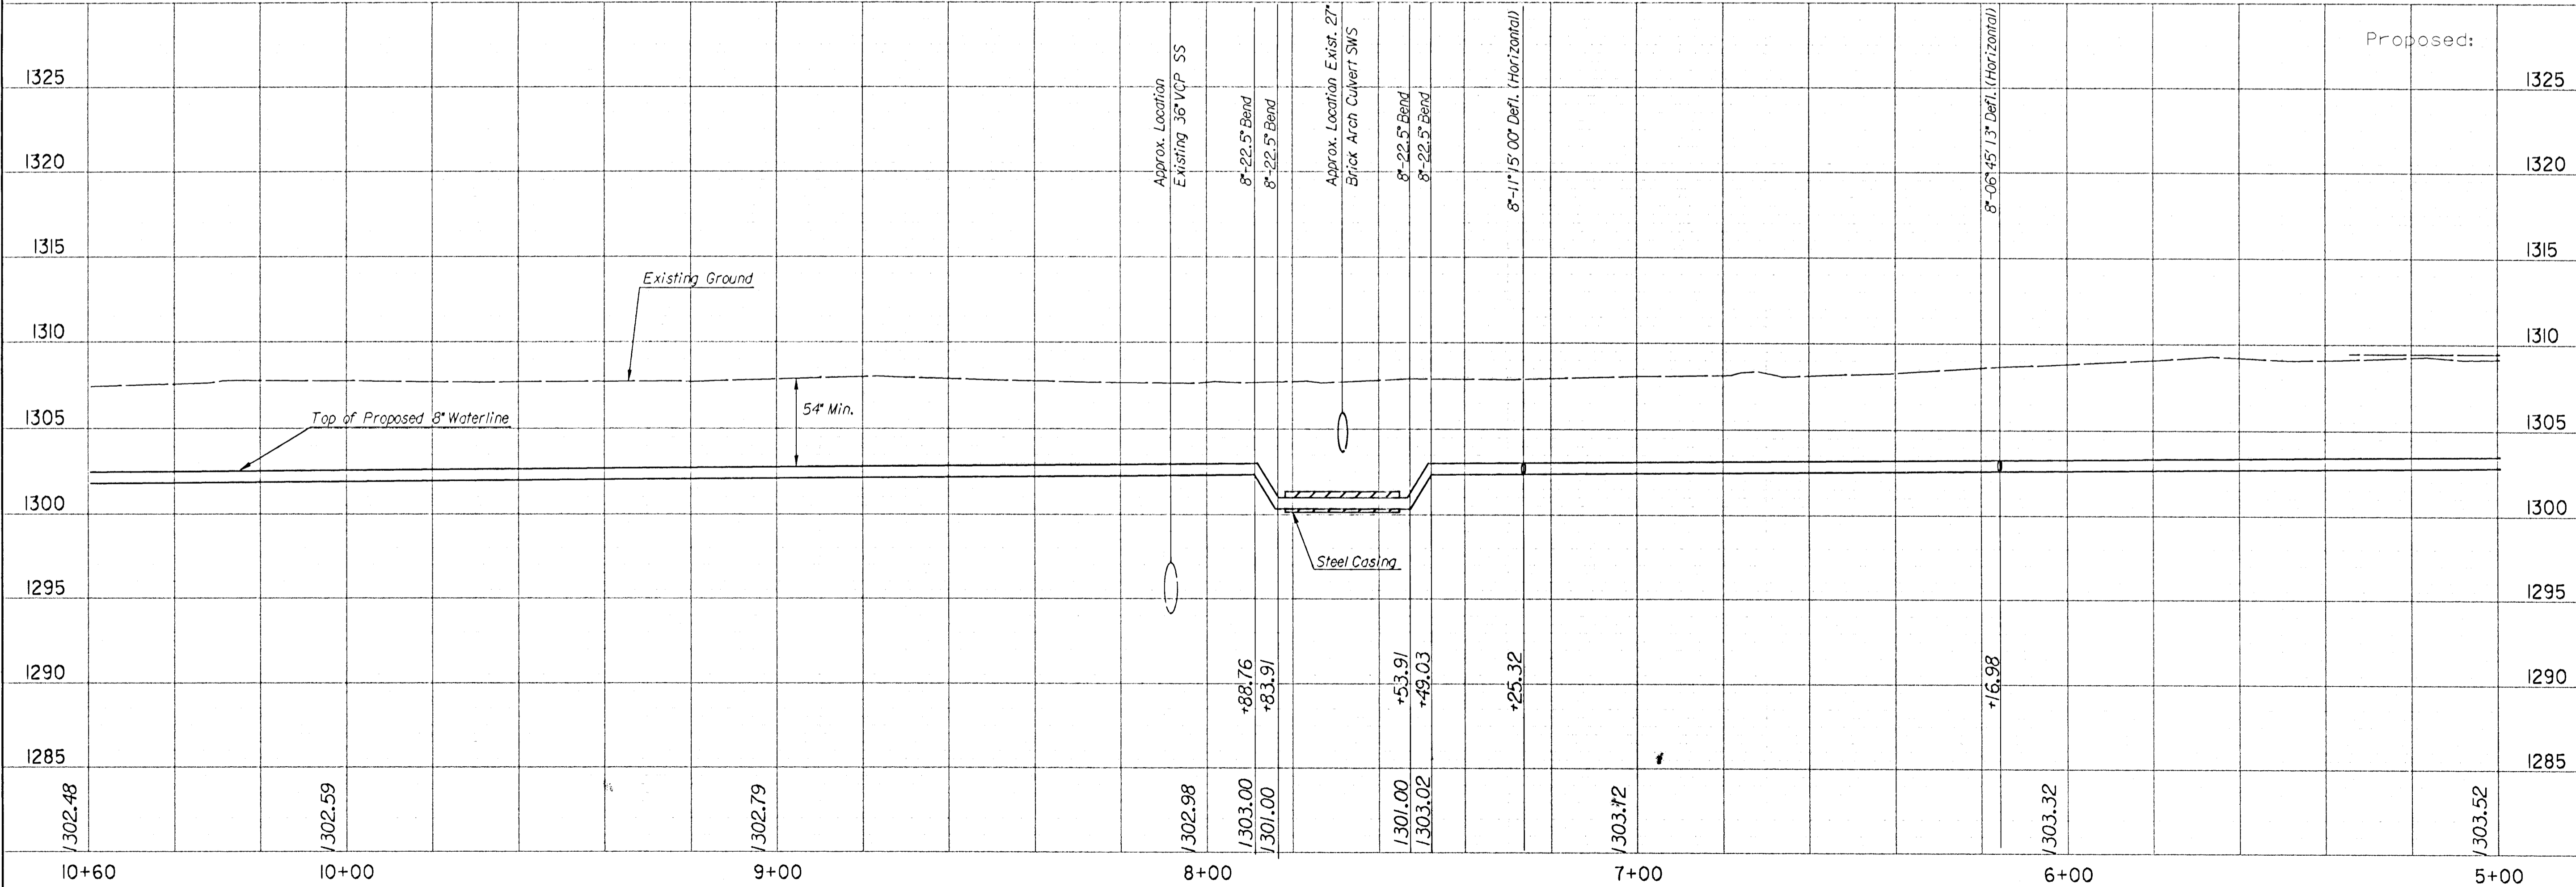 Proposed:
1325
1325
1320
1320
1315
1315
1310
1310
1305
1305
1300
1300
1295
1295
1290
1290
1285
1285
Approx. Location
Existing 36" VCP SS
8"-22.5° Bend
8"-22.5° Bend
Approx. Location Exist. 27"
Brick Arch Culvert SWS
8"-22.5° Bend
8"-22.5° Bend
8"-11°15'00" Defl. (Horizontal)
8"-06°45'13" Defl. (Horizontal)
Existing Ground
Top of Proposed 8" Waterline
54" Min.
Steel Casing
+88.76
+83.91
+53.91
+49.03
+25.32
+16.98
1302.48
1302.59
1302.79
1302.98
1303.00
1301.00
1301.00
1303.02
1303.12
1303.32
1303.52
10+60
10+00
9+00
8+00
7+00
6+00
5+00